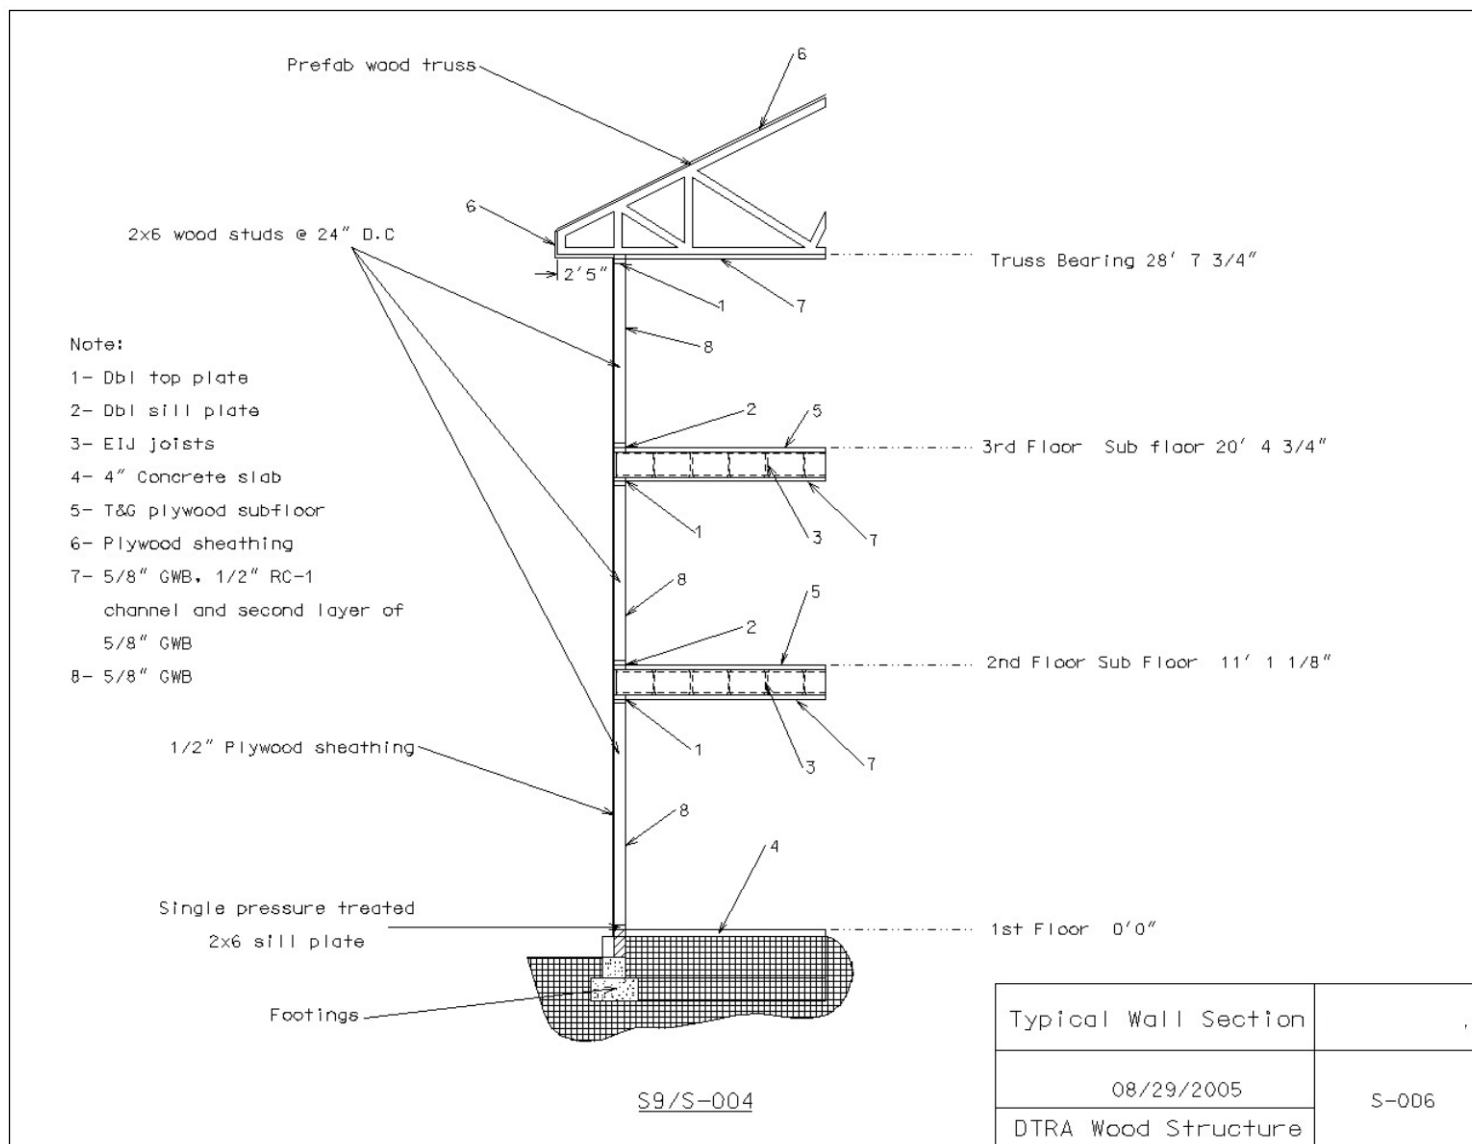 Prefab wood truss
6
6
2x6 wood studs @ 24" O.C
2'5"
Truss Bearing 28' 7 3/4"
1
7
8
Note:
1- Dbl top plate
2- Dbl sill plate
3- EIJ joists
4- 4" Concrete slab
5- T&G plywood subfloor
6- Plywood sheathing
7- 5/8" GWB, 1/2" RC-1
channel and second layer of
5/8" GWB
8- 5/8" GWB
2
5
3rd Floor Sub floor 20' 4 3/4"
1
3
7
8
5
2
2nd Floor Sub Floor 11' 1 1/8"
1
3
7
1/2" Plywood sheathing
8
4
Single pressure treated
2x6 sill plate
1st Floor 0'0"
Footings
S9/S-004
Typical Wall Section
08/29/2005
S-006
DTRA Wood Structure